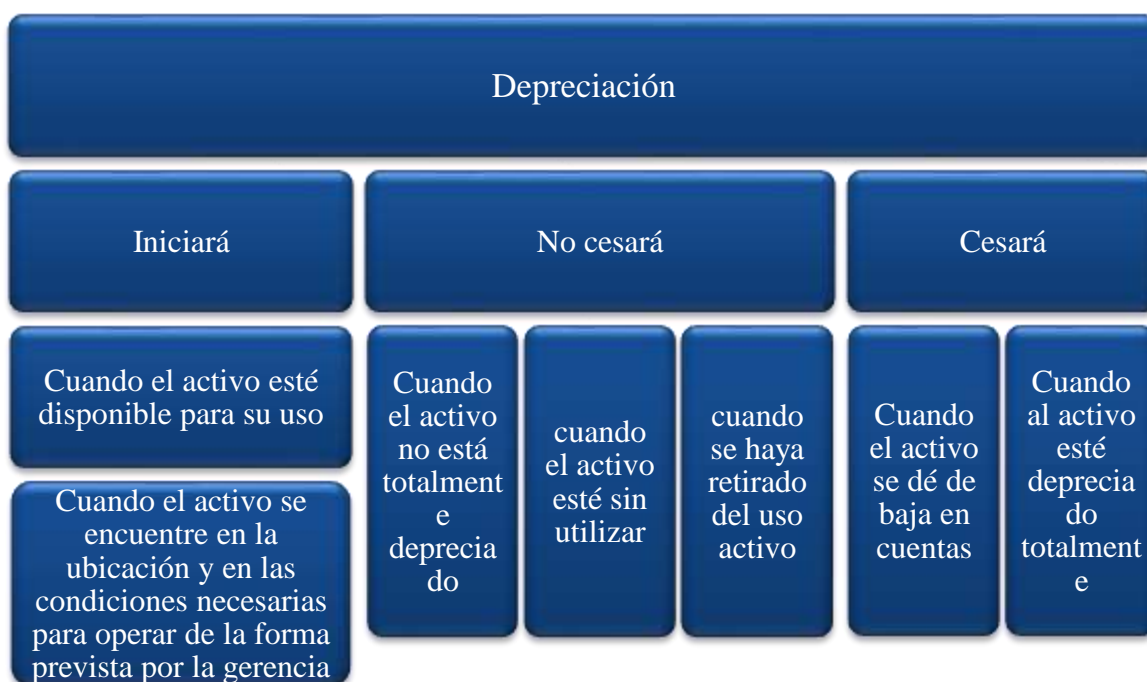 Depreciación
Iniciará
No cesará
Cesará
Cuando el activo esté
disponible para su uso
Cuando el activo se
encuentre en la
ubicación y en las
condiciones necesarias
para operar de la forma
prevista por la gerencia
Cuando
el activo
no está
totalment
e
deprecia
do
cuando
el activo
esté sin
utilizar
cuando
se haya
retirado
del uso
activo
Cuando
el activo
se dé de
baja en
cuentas
Cuando
al activo
esté
deprecia
do
totalment
e